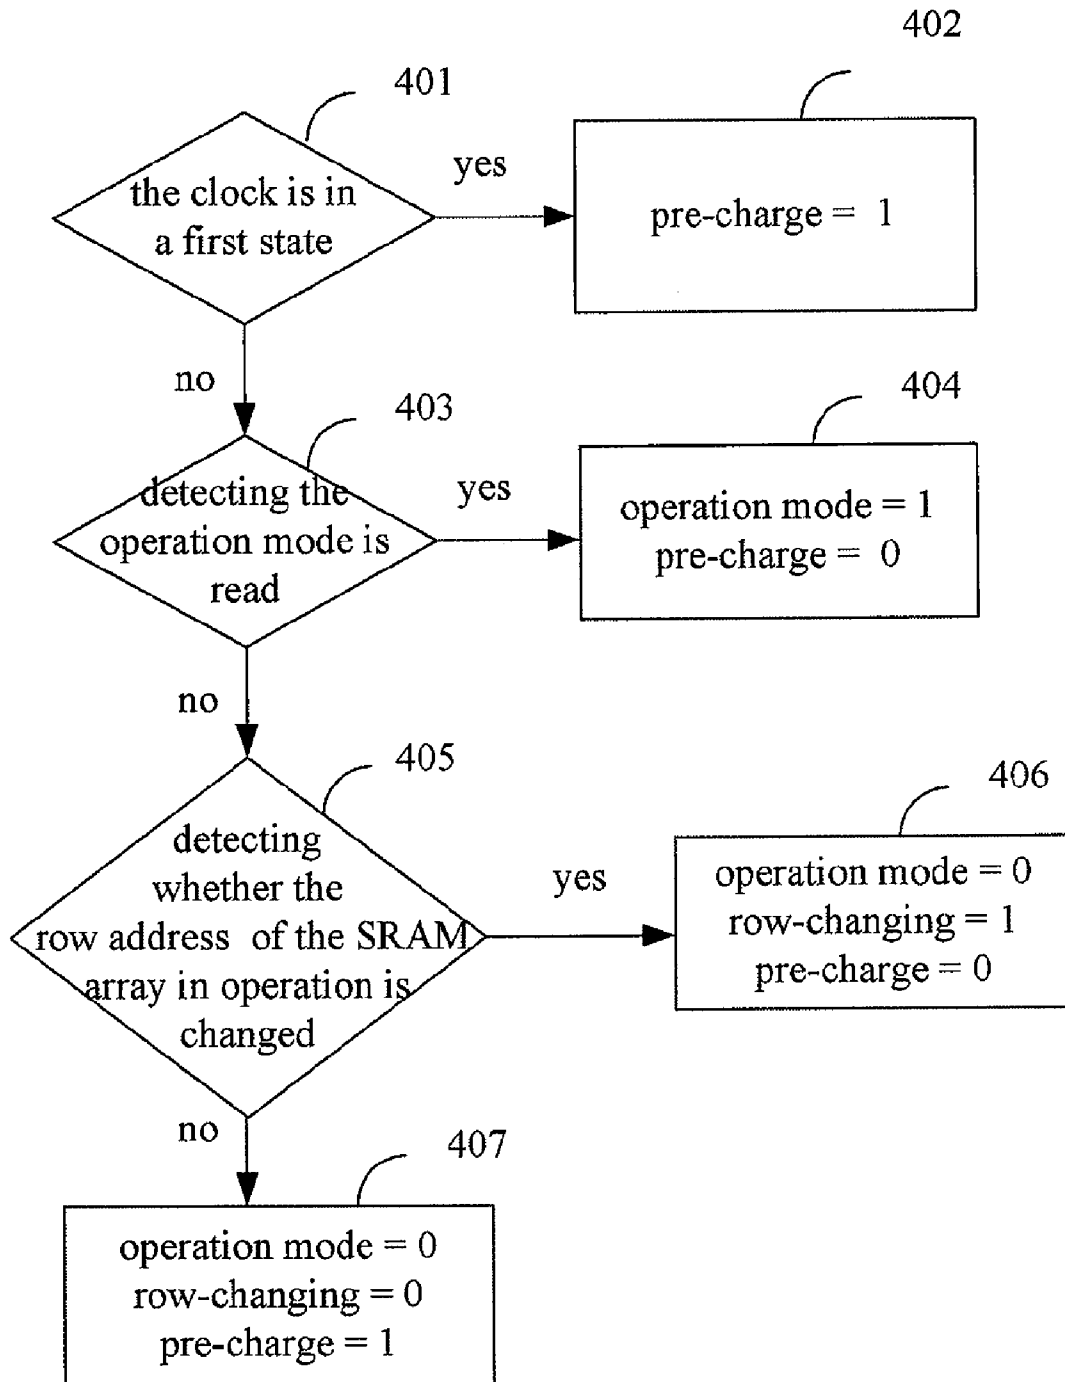 402
401
yes
the clock is in
a first state
pre-charge = 1
no
403
404
yes
detecting the
operation mode is
read
operation mode = 1
pre-charge = 0
no
405
406
detecting
whether the
row address of the SRAM
array in operation is
changed
yes
operation mode = 0
row-changing = 1
pre-charge = 0
no
407
operation mode = 0
row-changing = 0
pre-charge = 1